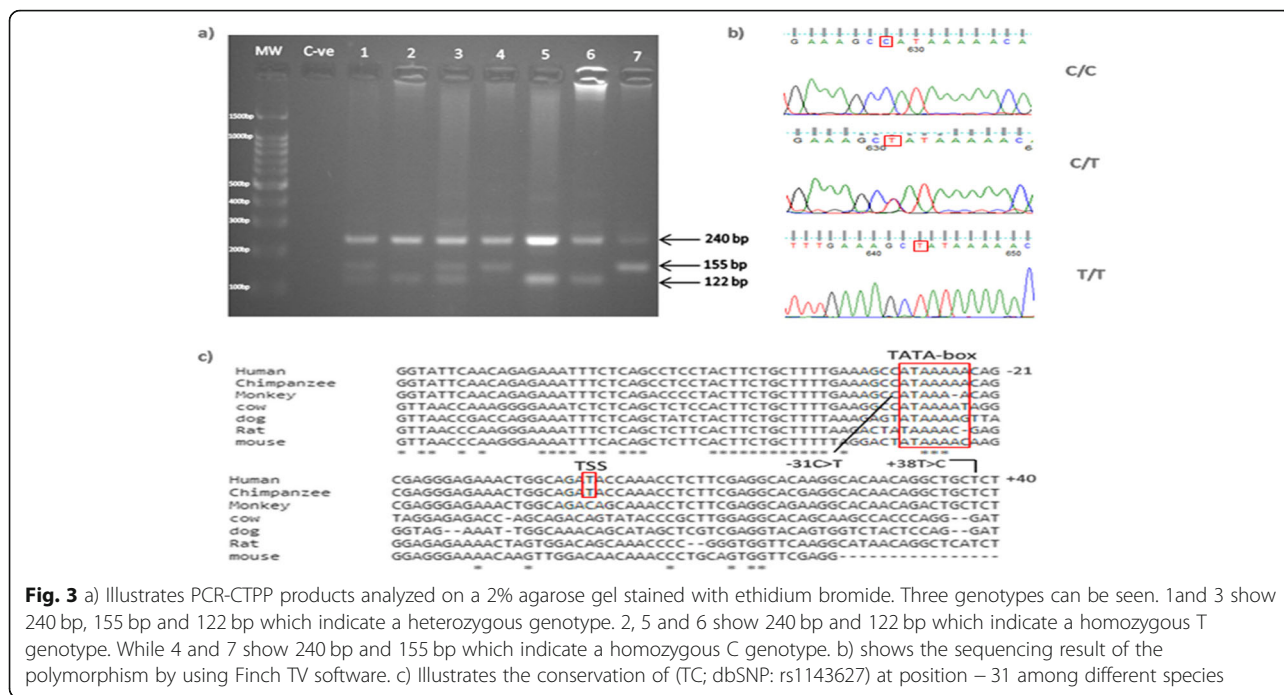 a)
MW C-ve 1 2 3 4 5 6 7
1500bp
1000bp
500bp
400bp
300bp
200bp
100bp
240 bp
155 bp
122 bp
b)
G A A A G C C A T A A A A A C A
630
C/C
G A A A G C T A T A A A A A C
630
6
C/T
T T T G A A A G C T A T A A A A A C
640 650
T/T
c)
TATA-box
Human GGTATTCAACAGAGAAATTTCTCAGCCTCCTACTTCTGCTTTTGAAAGCCATAAAAACAG -21
Chimpanzee GGTATTCAACAGAGAAATTTCTCAGCCTCCTACTTCTGCTTTTGAAAGCCATAAAAACAG
Monkey GGTATTCAACAGAGAAATTTCTCAGACCCCTACTTCTGCTTTTGAAAGCCATAAA-ACAG
cow GTTAACCAAAGGGGAAATCTCTCAGCTCTCCACTTCTGCTTTTGAAGGCCATAAAATAGG
dog GTTAACCGACCAGGGAAATTTCTCAGCTATCTACTTCTGCTTTTAAAGAGTATAAAAGTTA
Rat GTTAACCCAAGGGAAAATTTCTCAGCTCTTCACTTCTGCTTTTAAGACTATAAAAC-GAG
mouse GTTAACCCAAGGGAAAATTTCACAGCTCTTCACTTCTGCTTTTTAGGACTATAAAACAAG
TSS -31C>T +38T>C
Human CGAGGGAGAAACTGGCAGATACCAAACCTCTTCGAGGCACAAGGCACAACAGGCTGCTCT +40
Chimpanzee CGAGGGAGAAACTGGCAGATACCAAACCTCTTCGAGGCACAAGGCACAACAGGCTGCTCT
Monkey CGAGGGAGAAACTGGCAGACAGCAAACCTCTTCGAGGCACAAGGCACAACAGACTGCTCT
cow TAGGAGAGACC-AGCAGACAGTATACCCGCTTGGAGGCACAGCAAGCCACCCAGG--GAT
dog GGTAG--AAAT-TGGCAAACAGCATAGCTCGTCGAGGTACAGTGGTCTACTCCAG--GAT
Rat GGAGAGAAAACTAGTGGACAGCAAACCCC--GGGTGGTTCAAGGCATAACAGGCTCATCT
mouse GGAGGGAAAACAAGTTGGACAACAAACCCTGCAGTGGTTCGAGG----------------
Fig. 3 a) Illustrates PCR-CTPP products analyzed on a 2% agarose gel stained with ethidium bromide. Three genotypes can be seen. 1and 3 show
240 bp, 155 bp and 122 bp which indicate a heterozygous genotype. 2, 5 and 6 show 240 bp and 122 bp which indicate a homozygous T
genotype. While 4 and 7 show 240 bp and 155 bp which indicate a homozygous C genotype. b) shows the sequencing result of the
polymorphism by using Finch TV software. c) Illustrates the conservation of (TC; dbSNP: rs1143627) at position − 31 among different species